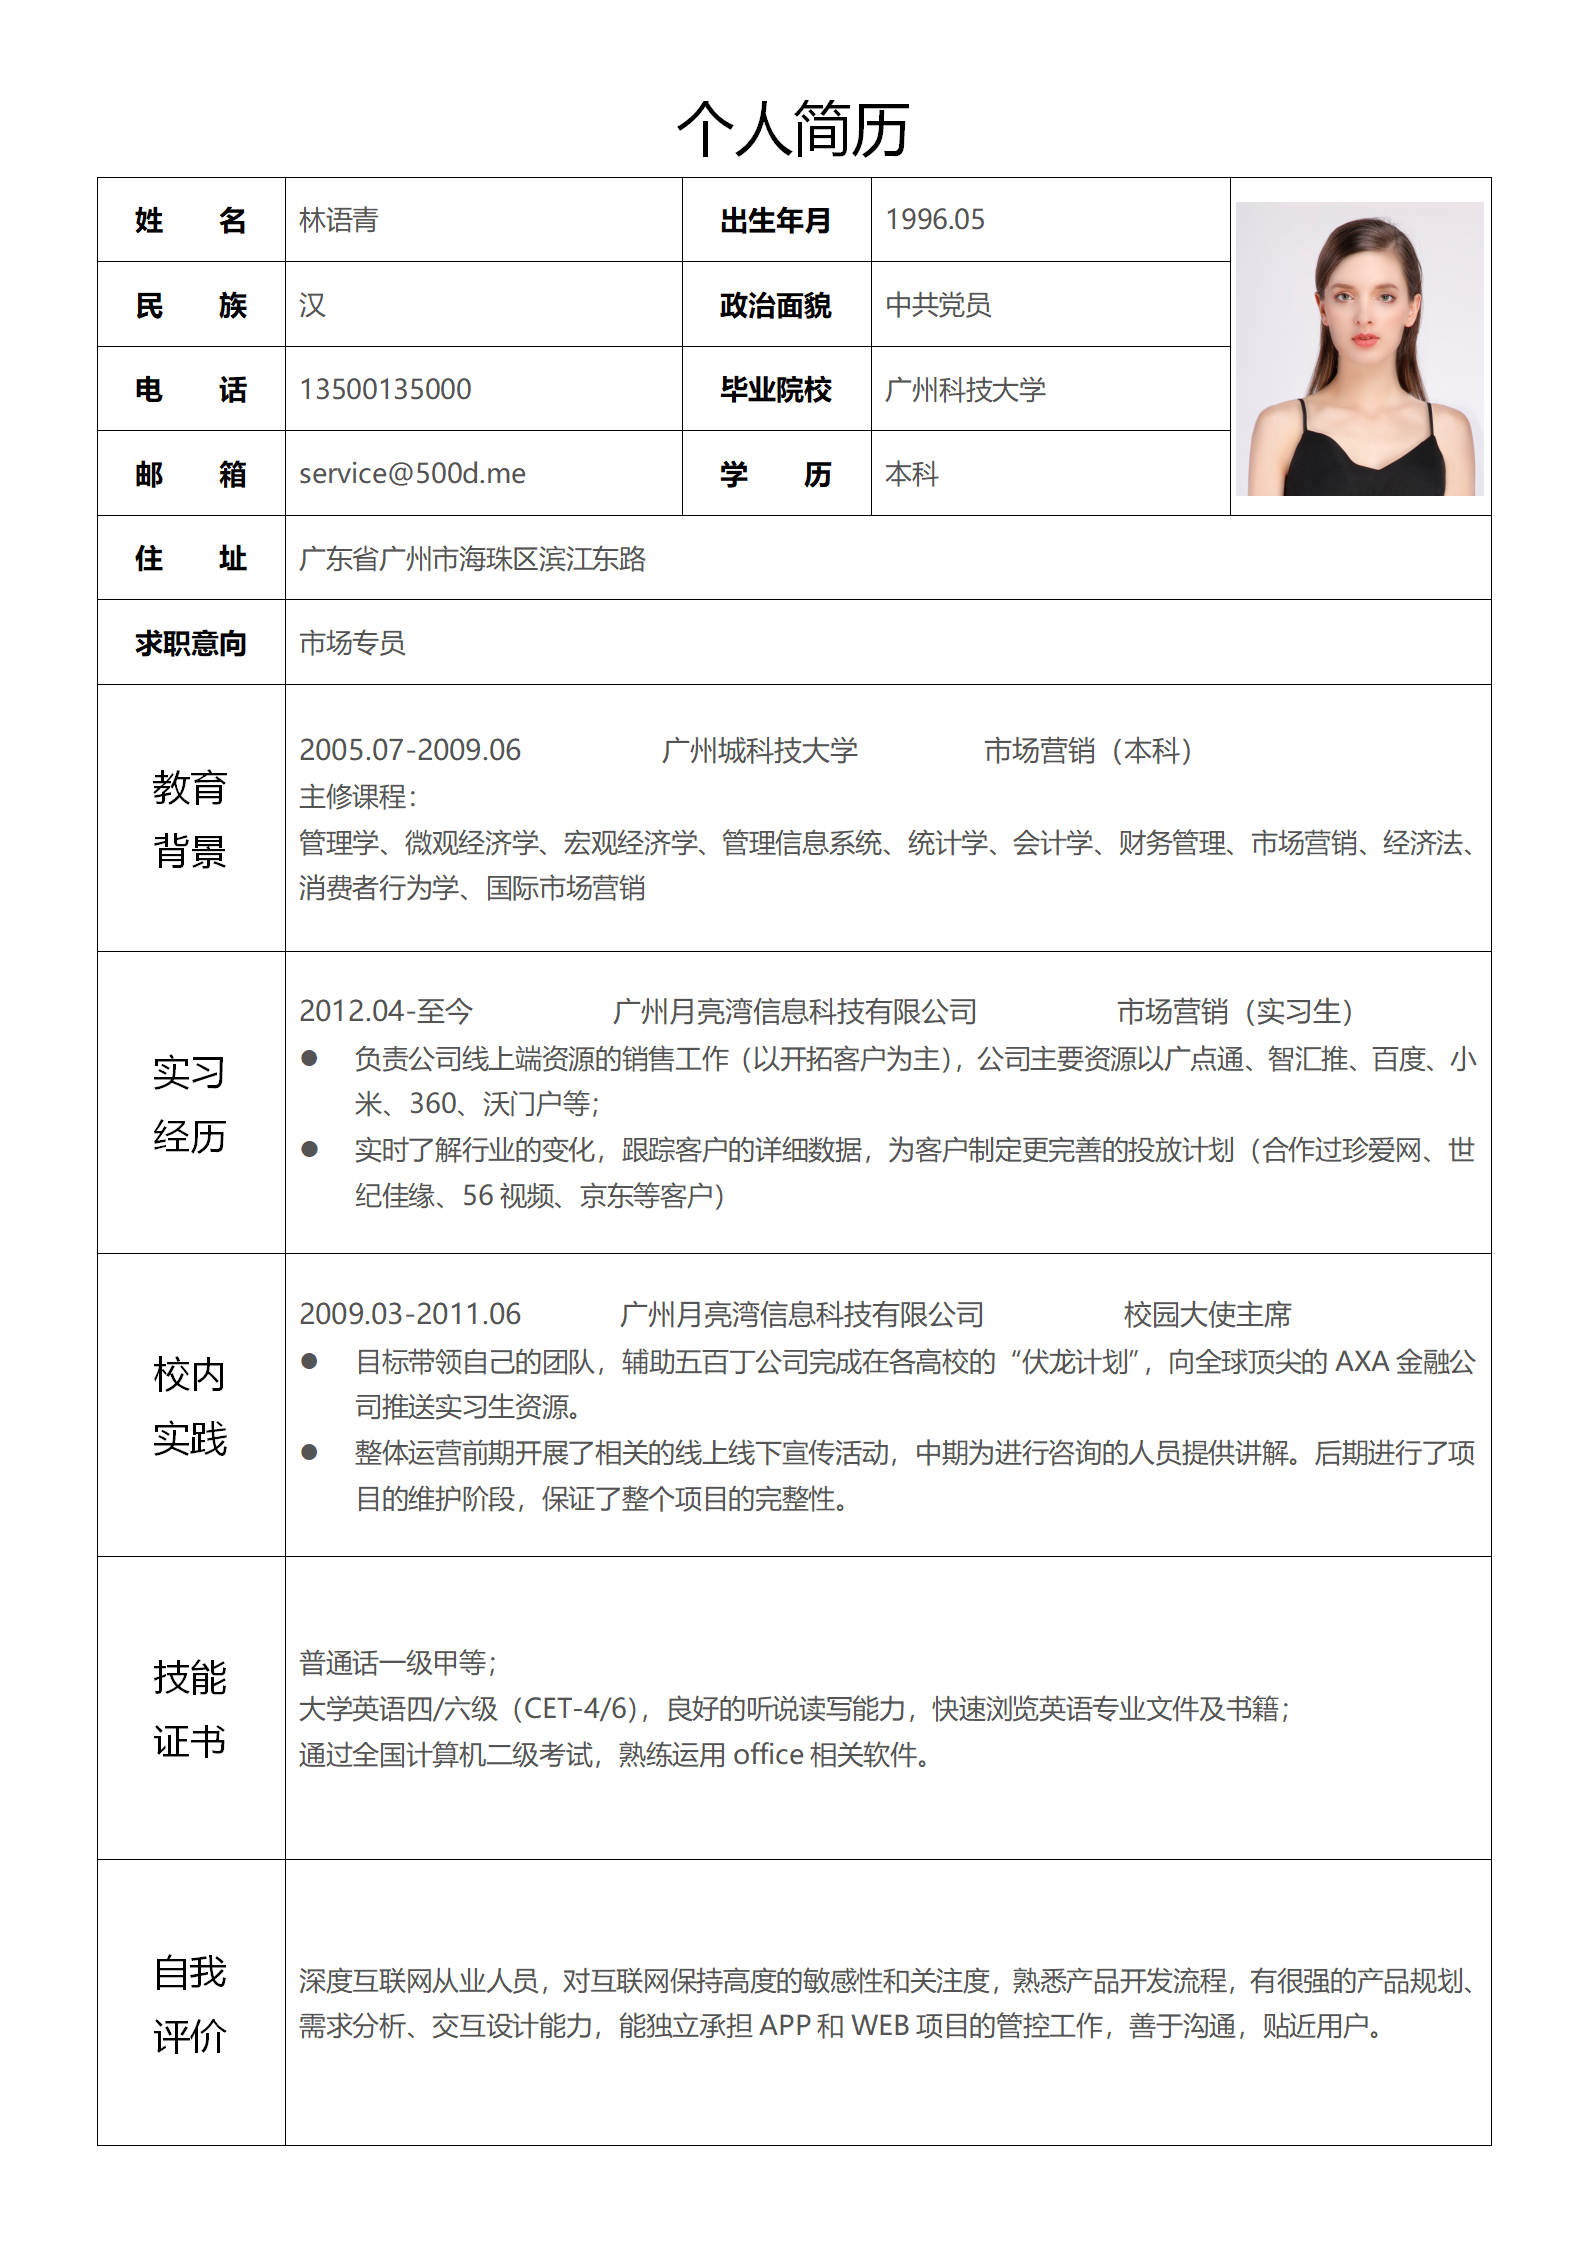 个人简历
姓名 林语青 出生年月 1996.05
民族 汉 政治面貌 中共党员
电话 13500135000 毕业院校 广州科技大学
邮箱 service@500d.me 学历 本科
住址 广东省广州市海珠区滨江东路
求职意向 市场专员
教育
背景
2005.07-2009.06 广州城科技大学 市场营销（本科）
主修课程：
管理学、微观经济学、宏观经济学、管理信息系统、统计学、会计学、财务管理、市场营销、经济法、
消费者行为学、国际市场营销
实习
经历
2012.04-至今 广州月亮湾信息科技有限公司 市场营销（实习生）
● 负责公司线上端资源的销售工作（以开拓客户为主），公司主要资源以广点通、智汇推、百度、小
米、360、沃门户等；
● 实时了解行业的变化，跟踪客户的详细数据，为客户制定更完善的投放计划（合作过珍爱网、世
纪佳缘、56 视频、京东等客户）
校内
实践
2009.03-2011.06 广州月亮湾信息科技有限公司 校园大使主席
● 目标带领自己的团队，辅助五百丁公司完成在各高校的“伏龙计划”，向全球顶尖的 AXA 金融公
司推送实习生资源。
● 整体运营前期开展了相关的线上线下宣传活动，中期为进行咨询的人员提供讲解。后期进行了项
目的维护阶段，保证了整个项目的完整性。
技能
证书
普通话一级甲等；
大学英语四/六级（CET-4/6），良好的听说读写能力，快速浏览英语专业文件及书籍；
通过全国计算机二级考试，熟练运用 office 相关软件。
自我
评价
深度互联网从业人员，对互联网保持高度的敏感性和关注度，熟悉产品开发流程，有很强的产品规划、
需求分析、交互设计能力，能独立承担 APP 和 WEB 项目的管控工作，善于沟通，贴近用户。